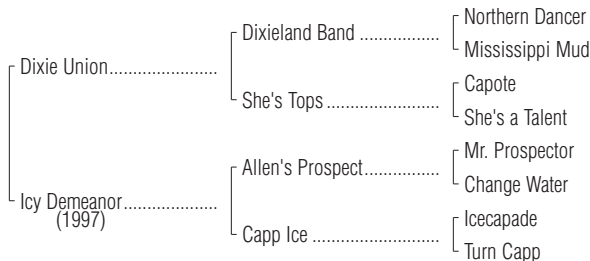 Northern Dancer
Dixieland Band ..................
Mississippi Mud
Dixie Union........................
Capote
She's Tops .........................
She's a Talent
Mr. Prospector
Allen's Prospect.................
Change Water
Icy Demeanor.....................
(1997)
Icecapade
Capp Ice ............................
Turn Capp